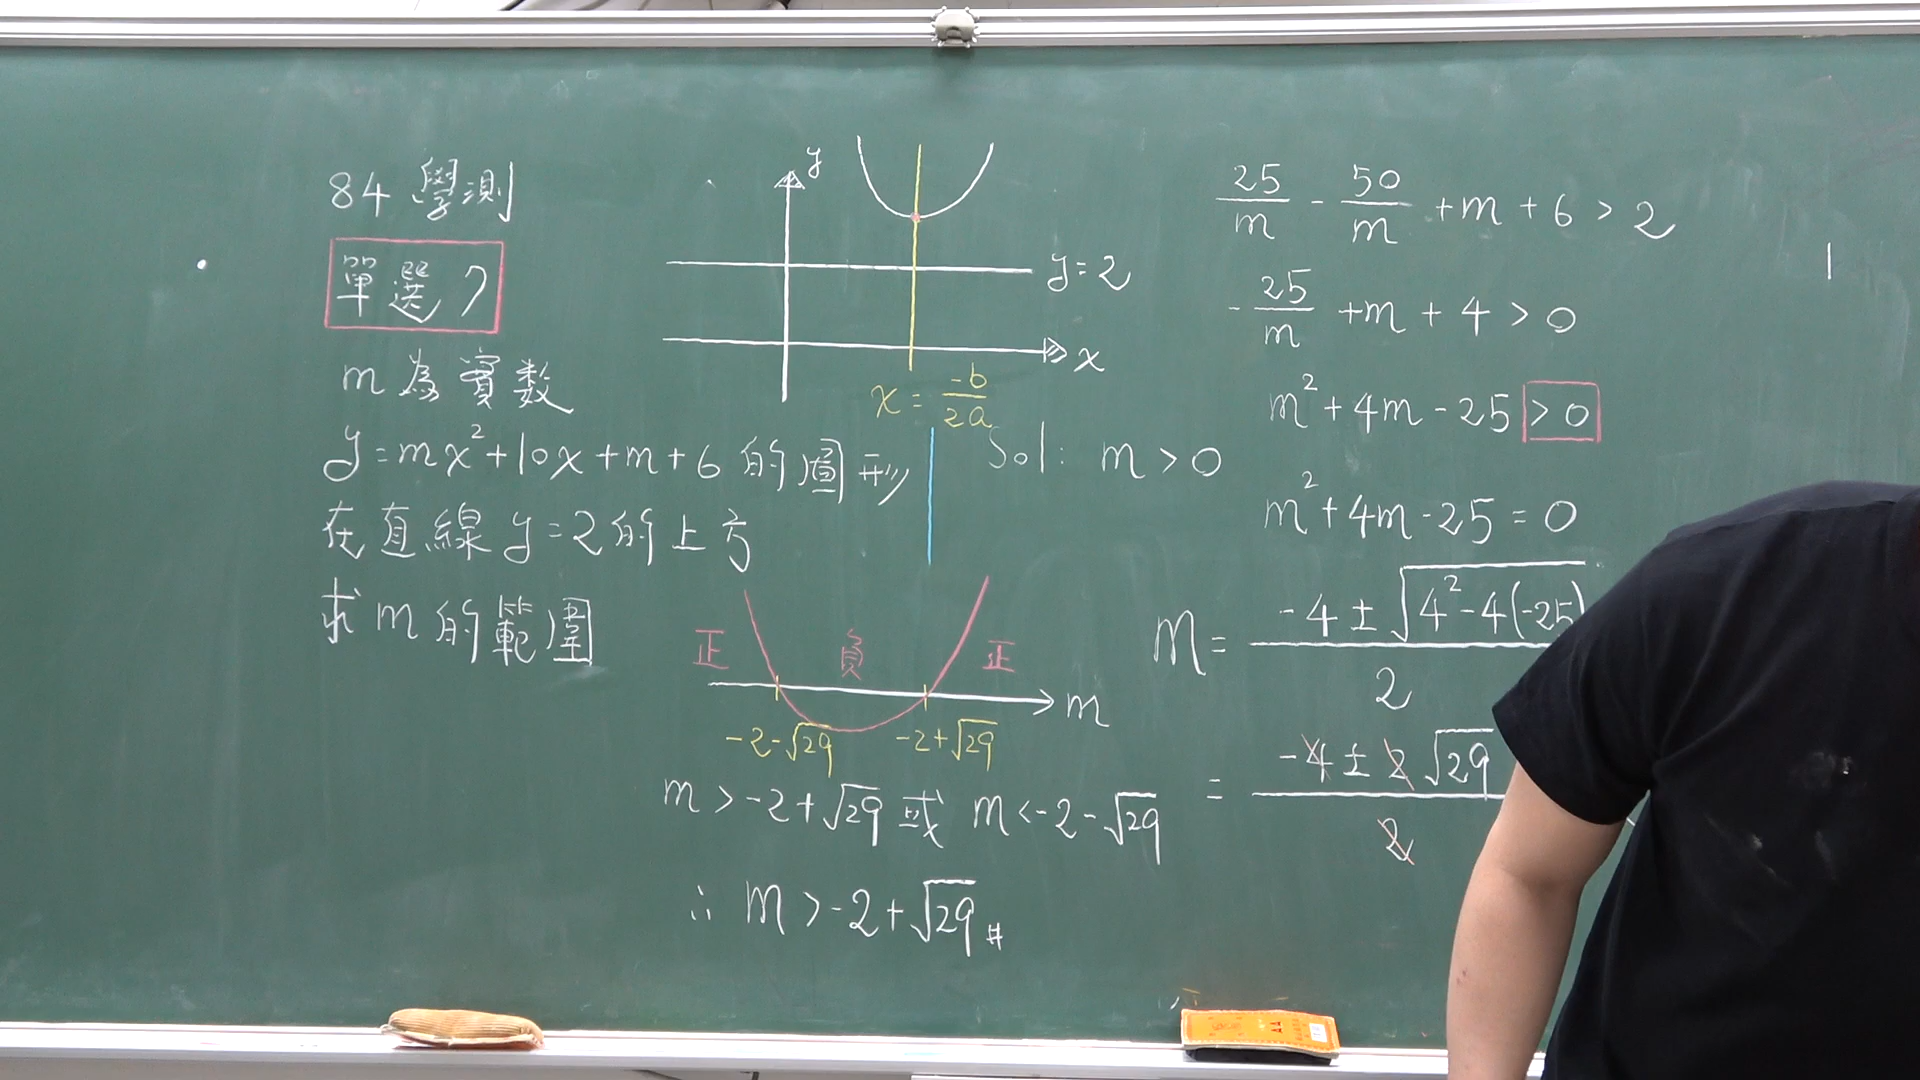 84 學測
單選7
m 為實數
y=mx²+10x+m+6 的圖形
在直線 y=2 的上方
求 m 的範圍
y
y=2
x
x = -b/2a
Sol: m > 0
正 負 正
m
-2-√29 -2+√29
m > -2+√29 或 m < -2-√29
∴ m > -2+√29 #
25/m - 50/m + m + 6 > 2
-25/m + m + 4 > 0
m² + 4m - 25 > 0
m² + 4m - 25 = 0
m = (-4 ± √(4²-4(-25)))/2
= (-4 ± 2√29)/2